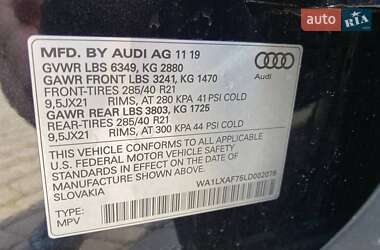 AUTO RIA
MFD. BY AUDI AG 11 19
GVWR LBS 6349, KG 2880
GAWR FRONT LBS 3241, KG 1470
FRONT-TIRES 285/40 R21
9,5JX21 RIMS, AT 280 KPA 41 PSI COLD
GAWR REAR LBS 3803, KG 1725
REAR-TIRES 285/40 R21
9,5JX21 RIMS, AT 300 KPA 44 PSI COLD
Audi
THIS VEHICLE CONFORMS TO ALL APPLICABLE
U.S. FEDERAL MOTOR VEHICLE SAFETY
STANDARDS IN EFFECT ON THE DATE OF
MANUFACTURE SHOWN ABOVE.
SLOVAKIA
TYPE: WA1LXAF75LD002076
MPV